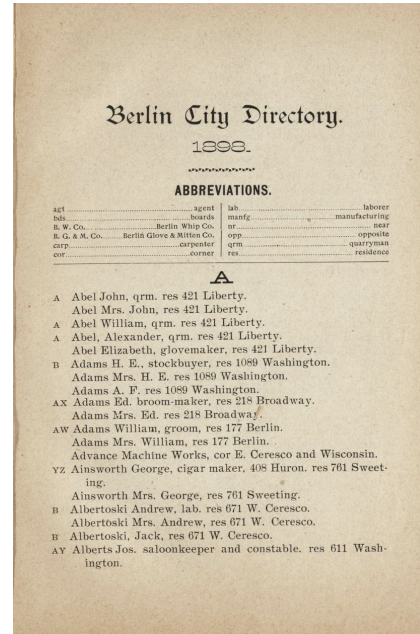 Berlin City Directory.
1898.
ABBREVIATIONS.
agt..........agent
bds..........boards
B. W. Co..........Berlin Whip Co.
B. G. & M. Co..........Berlin Glove & Mitten Co.
carp..........carpenter
cor..........corner
lab..........laborer
manfg..........manufacturing
nr..........near
opp..........opposite
qrm..........quarryman
res..........residence
A
A Abel John, qrm. res 421 Liberty.
Abel Mrs. John, res 421 Liberty.
A Abel William, qrm. res 421 Liberty.
A Abel, Alexander, qrm. res 421 Liberty.
Abel Elizabeth, glovemaker, res 421 Liberty.
B Adams H. E., stockbuyer, res 1089 Washington.
Adams Mrs. H. E. res 1089 Washington.
Adams A. F. res 1089 Washington.
AX Adams Ed. broom-maker, res 218 Broadway.
Adams Mrs. Ed. res 218 Broadway.
AW Adams William, groom, res 177 Berlin.
Adams Mrs. William, res 177 Berlin.
Advance Machine Works, cor E. Ceresco and Wisconsin.
YZ Ainsworth George, cigar maker, 408 Huron. res 761 Sweet-
ing.
Ainsworth Mrs. George, res 761 Sweeting.
B Albertoski Andrew, lab. res 671 W. Ceresco.
Albertoski Mrs. Andrew, res 671 W. Ceresco.
B Albertoski, Jack, res 671 W. Ceresco.
AY Alberts Jos. saloonkeeper and constable. res 611 Wash-
ington.